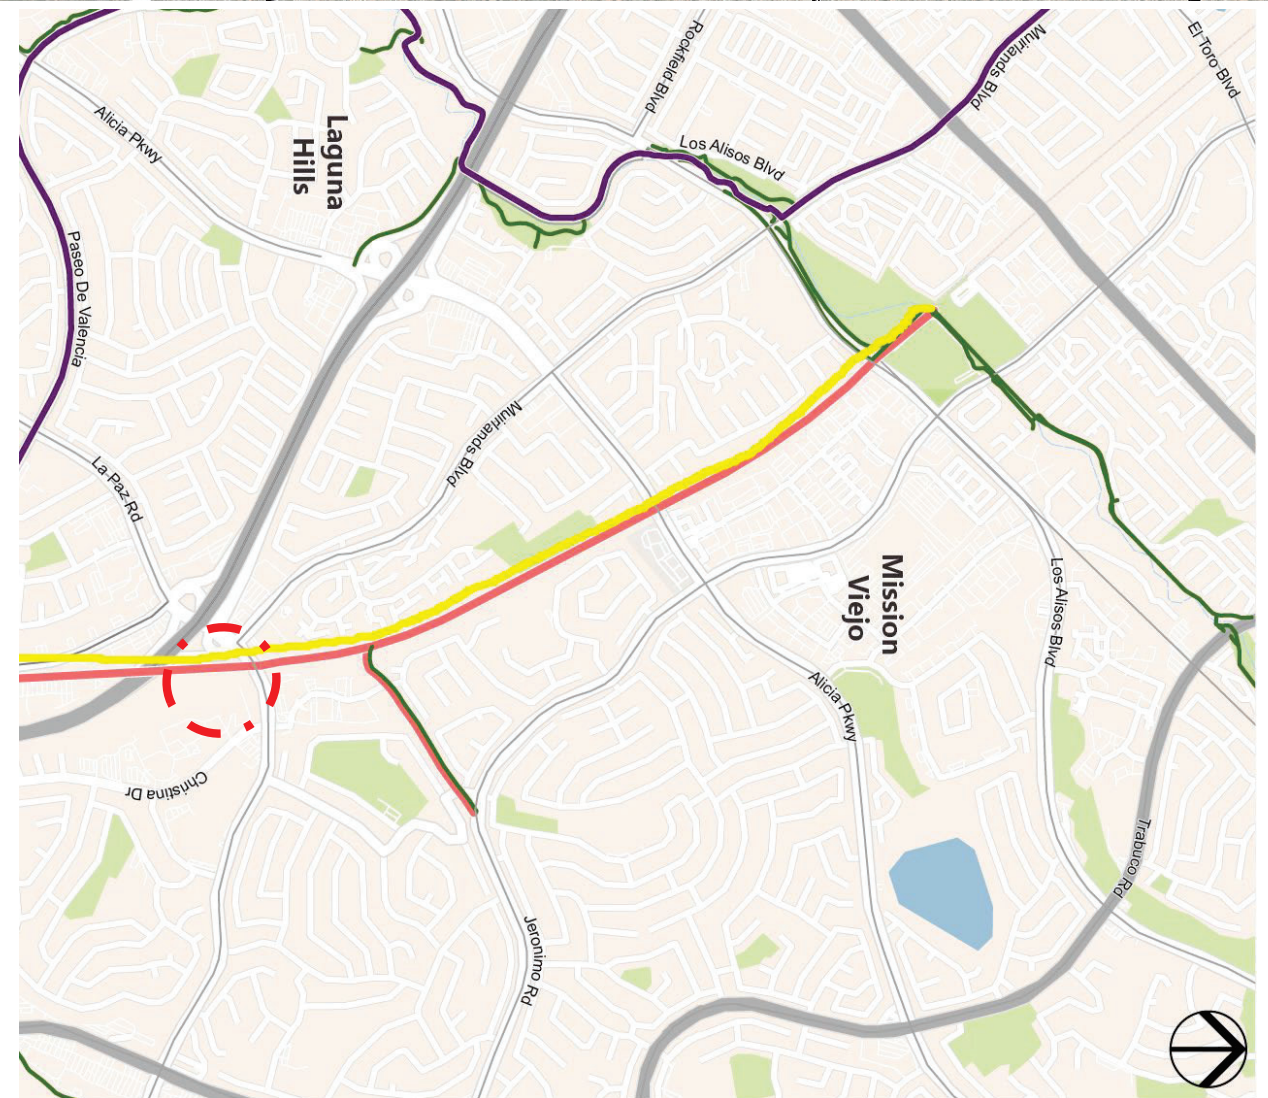 Rockfield Blvd
Muirlands Blvd
El Toro Blvd
Alicia Pkwy
Laguna
Hills
Los Alisos Blvd
Paseo De Valencia
Muirlands Blvd
La Paz Rd
Mission
Viejo
Los Alisos Blvd
Alicia Pkwy
Christina Dr
Trabuco Rd
Jeronimo Rd